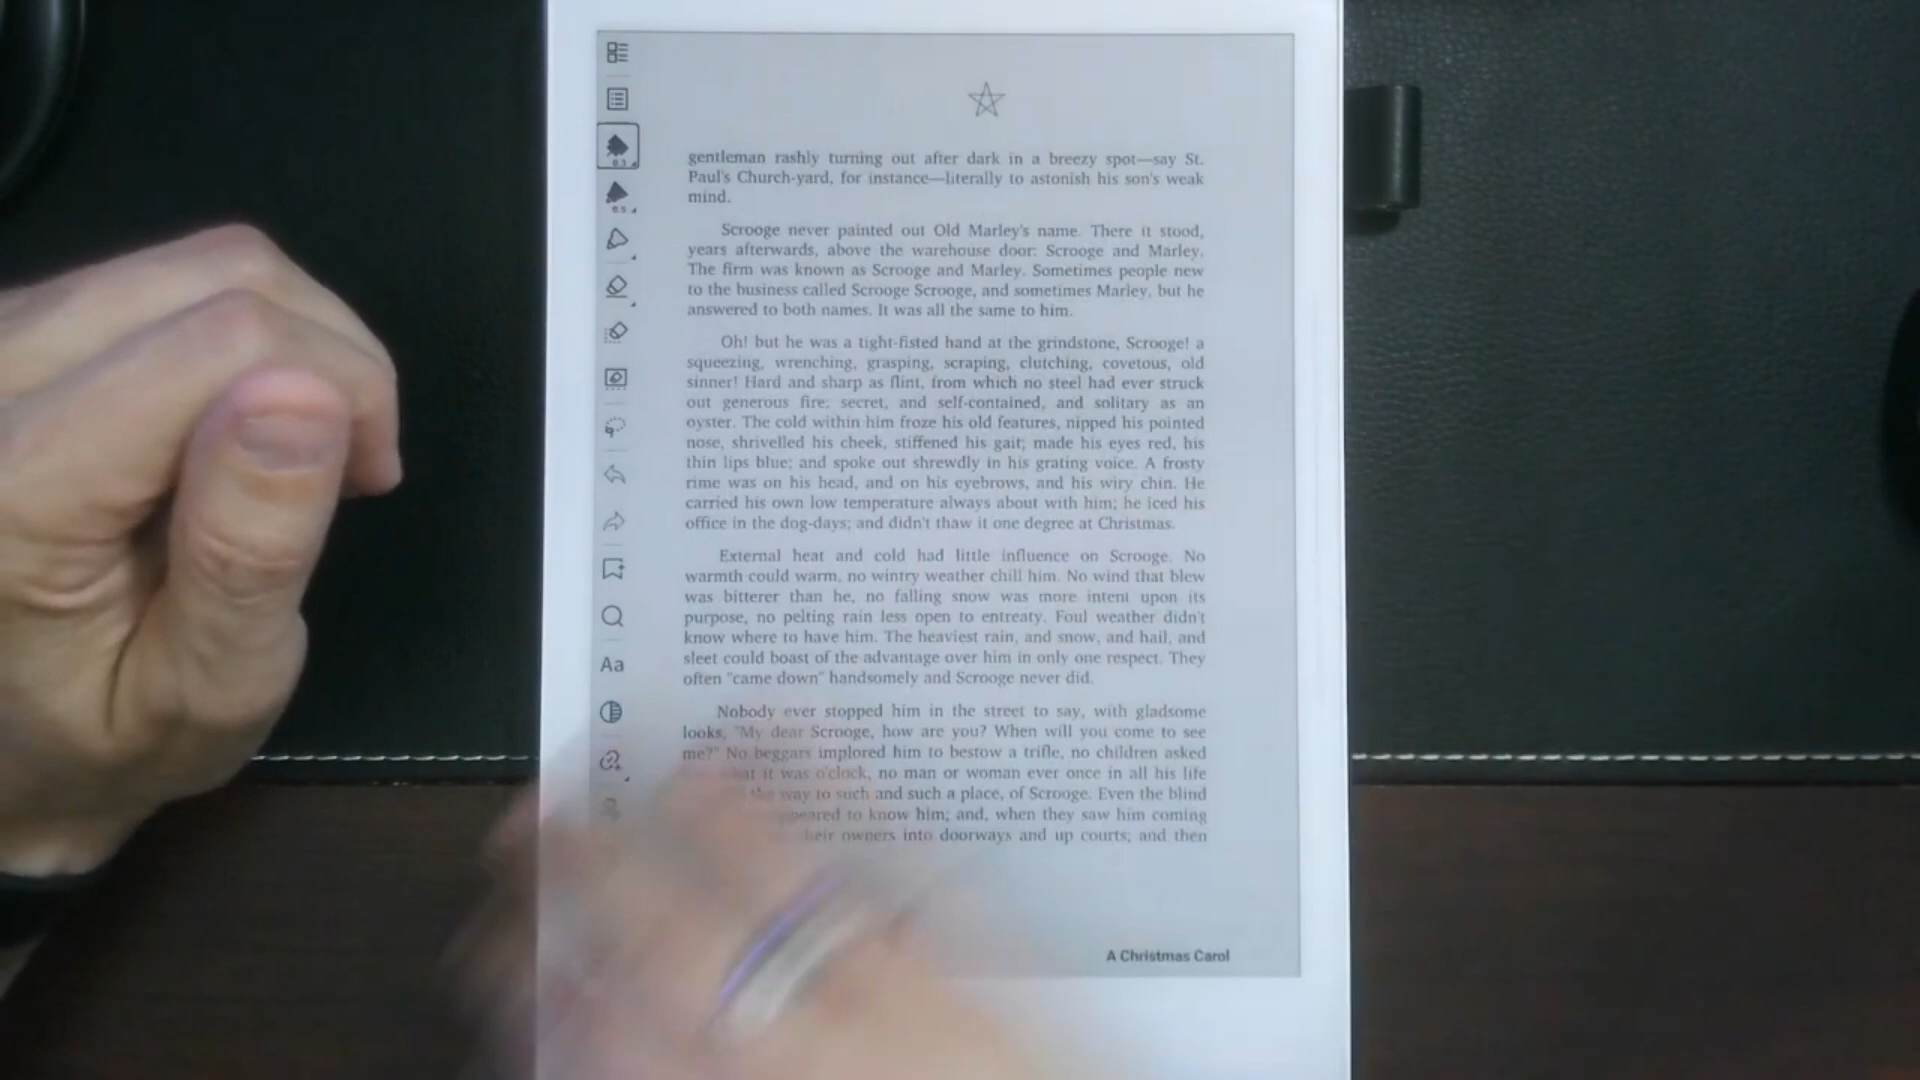 0.3
0.5
Aa
gentleman rashly turning out after dark in a breezy spot—say St.
Paul's Church-yard, for instance—literally to astonish his son's weak
mind.
Scrooge never painted out Old Marley's name. There it stood,
years afterwards, above the warehouse door: Scrooge and Marley.
The firm was known as Scrooge and Marley. Sometimes people new
to the business called Scrooge Scrooge, and sometimes Marley, but he
answered to both names. It was all the same to him.
Oh! but he was a tight-fisted hand at the grindstone, Scrooge! a
squeezing, wrenching, grasping, scraping, clutching, covetous, old
sinner! Hard and sharp as flint, from which no steel had ever struck
out generous fire; secret, and self-contained, and solitary as an
oyster. The cold within him froze his old features, nipped his pointed
nose, shrivelled his cheek, stiffened his gait; made his eyes red, his
thin lips blue; and spoke out shrewdly in his grating voice. A frosty
rime was on his head, and on his eyebrows, and his wiry chin. He
carried his own low temperature always about with him; he iced his
office in the dog-days; and didn't thaw it one degree at Christmas.
External heat and cold had little influence on Scrooge. No
warmth could warm, no wintry weather chill him. No wind that blew
was bitterer than he, no falling snow was more intent upon its
purpose, no pelting rain less open to entreaty. Foul weather didn't
know where to have him. The heaviest rain, and snow, and hail, and
sleet could boast of the advantage over him in only one respect. They
often "came down" handsomely and Scrooge never did.
Nobody ever stopped him in the street to say, with gladsome
looks, "My dear Scrooge, how are you? When will you come to see
me?" No beggars implored him to bestow a trifle, no children asked
it was o'clock, no man or woman ever once in all his life
the way to such and such a place, of Scrooge. Even the blind
to know him; and, when they saw him coming
owners into doorways and up courts; and then
A Christmas Carol